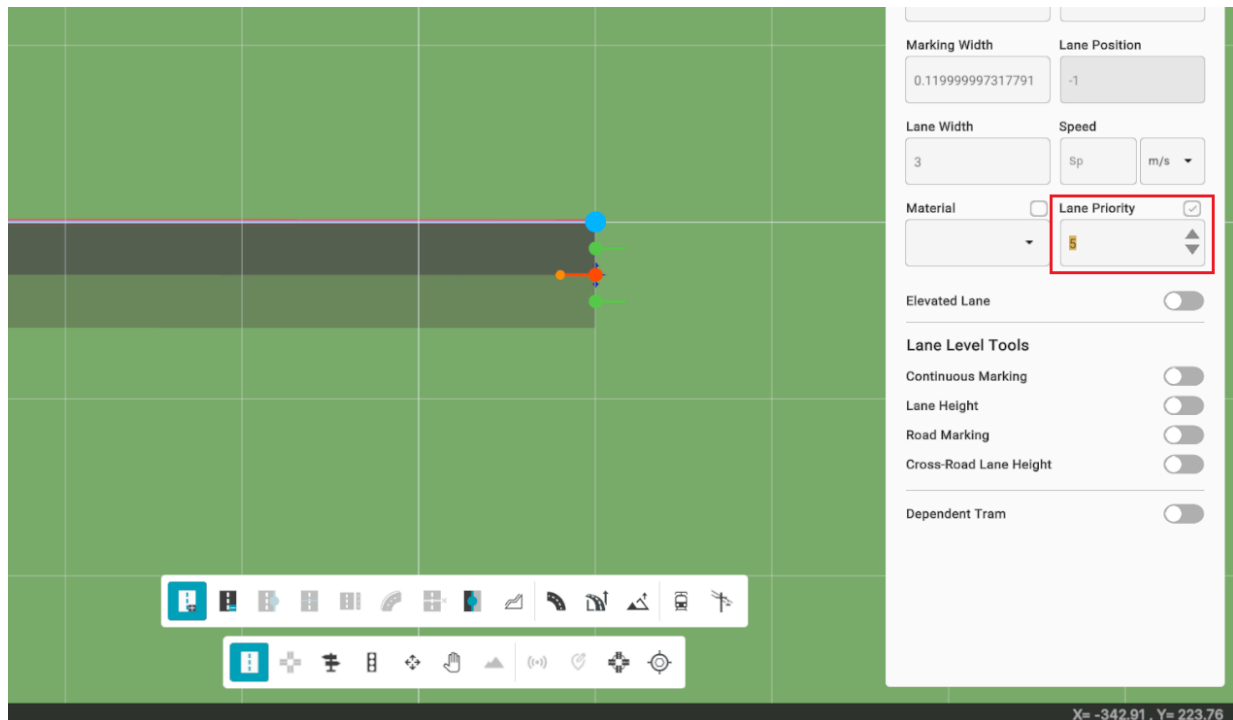 Marking Width Lane Position
0.119999997317791 -1
Lane Width Speed
3 Sp m/s
Material Lane Priority
5
Elevated Lane
Lane Level Tools
Continuous Marking
Lane Height
Road Marking
Cross-Road Lane Height
Dependent Tram
X= -342.91 , Y= 223.76